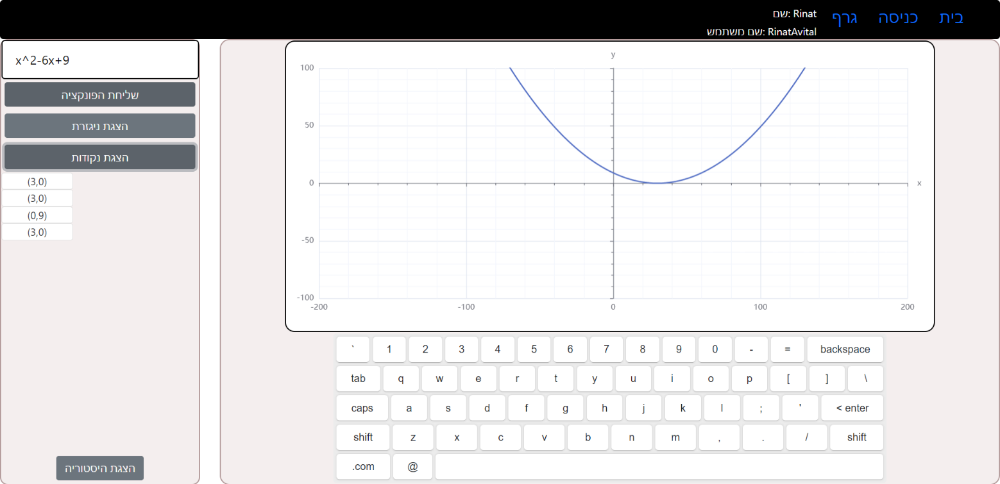 בית
כניסה
גרף
שם: Rinat
שם משתמש: RinatAvital
x^2-6x+9
שליחת הפונקציה
הצגת ניגזרת
הצגת נקודות
(3,0)
(3,0)
(0,9)
(3,0)
הצגת היסטוריה
y
100
50
0
x
-50
-100
-200
-100
0
100
200
` 1 2 3 4 5 6 7 8 9 0 - = backspace
tab q w e r t y u i o p [ ] \
caps a s d f g h j k l ; ' < enter
shift z x c v b n m , . / shift
.com @